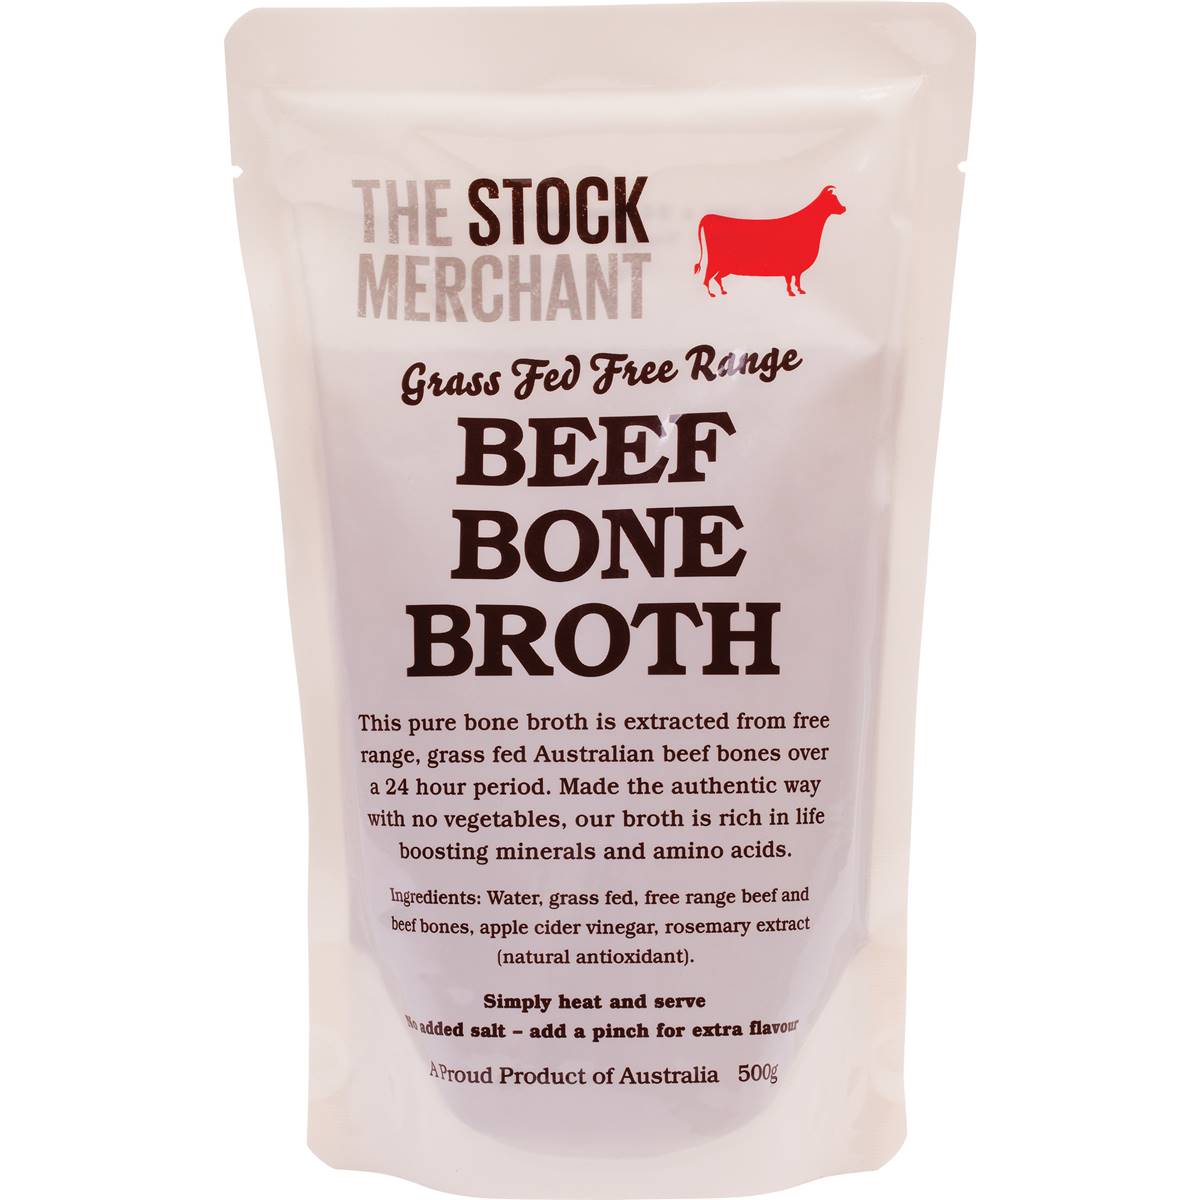 THE STOCK
MERCHANT
Grass Fed Free Range
BEEF
BONE
BROTH
This pure bone broth is extracted from free
range, grass fed Australian beef bones over
a 24 hour period. Made the authentic way
with no vegetables, our broth is rich in life
boosting minerals and amino acids.
Ingredients: Water, grass fed, free range beef and
beef bones, apple cider vinegar, rosemary extract
(natural antioxidant).
Simply heat and serve
No added salt – add a pinch for extra flavour
A Proud Product of Australia 500g